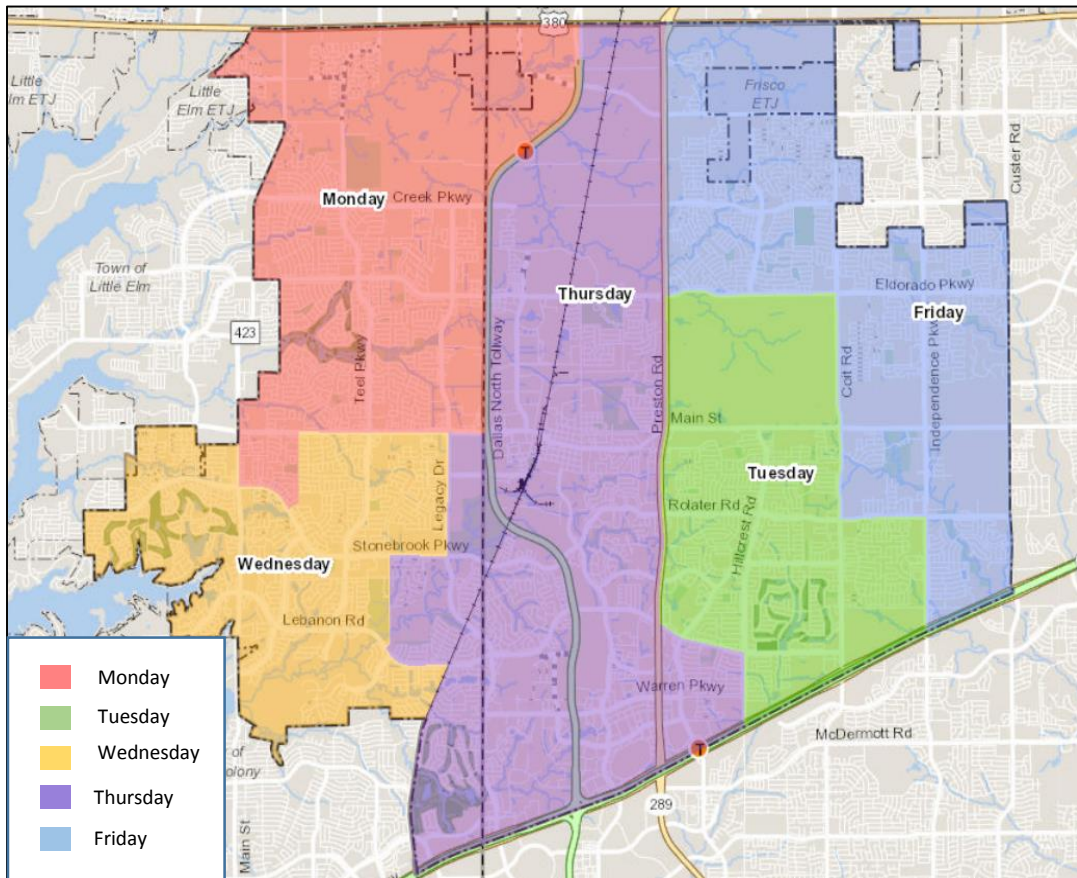 380
Little
lm ETJ
Little
Elm ETJ
Frisco
ETJ
Custer Rd
Monday
Creek Pkwy
Town of
Little Elm
Thursday
Eldorado Pkwy
Friday
423
Teel Pkwy
Dallas North Tollway
Preston Rd
Coit Rd
Independence Pkwy
Main St
Tuesday
Legacy Dr
Rolater Rd
Hillcrest Rd
Stonebrook Pkwy
Wednesday
Lebanon Rd
Warren Pkwy
T
T
McDermott Rd
of
olony
289
Main St
Monday
Tuesday
Wednesday
Thursday
Friday